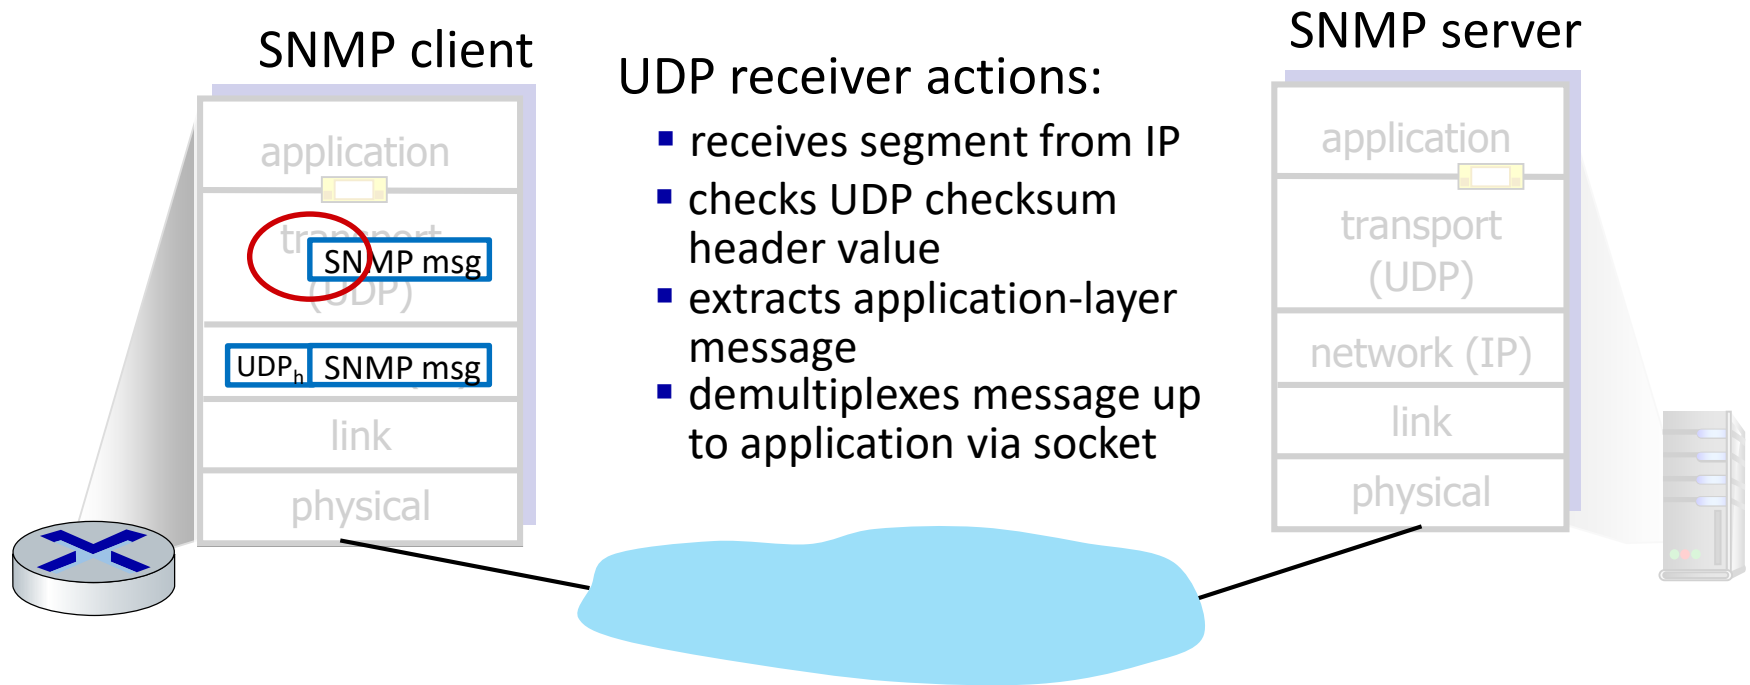 SNMP client
application
transport
SNMP msg
(UDP)
UDPh SNMP msg
link
physical
UDP receiver actions:
▪ receives segment from IP
▪ checks UDP checksum
header value
▪ extracts application-layer
message
▪ demultiplexes message up
to application via socket
SNMP server
application
transport
(UDP)
network (IP)
link
physical